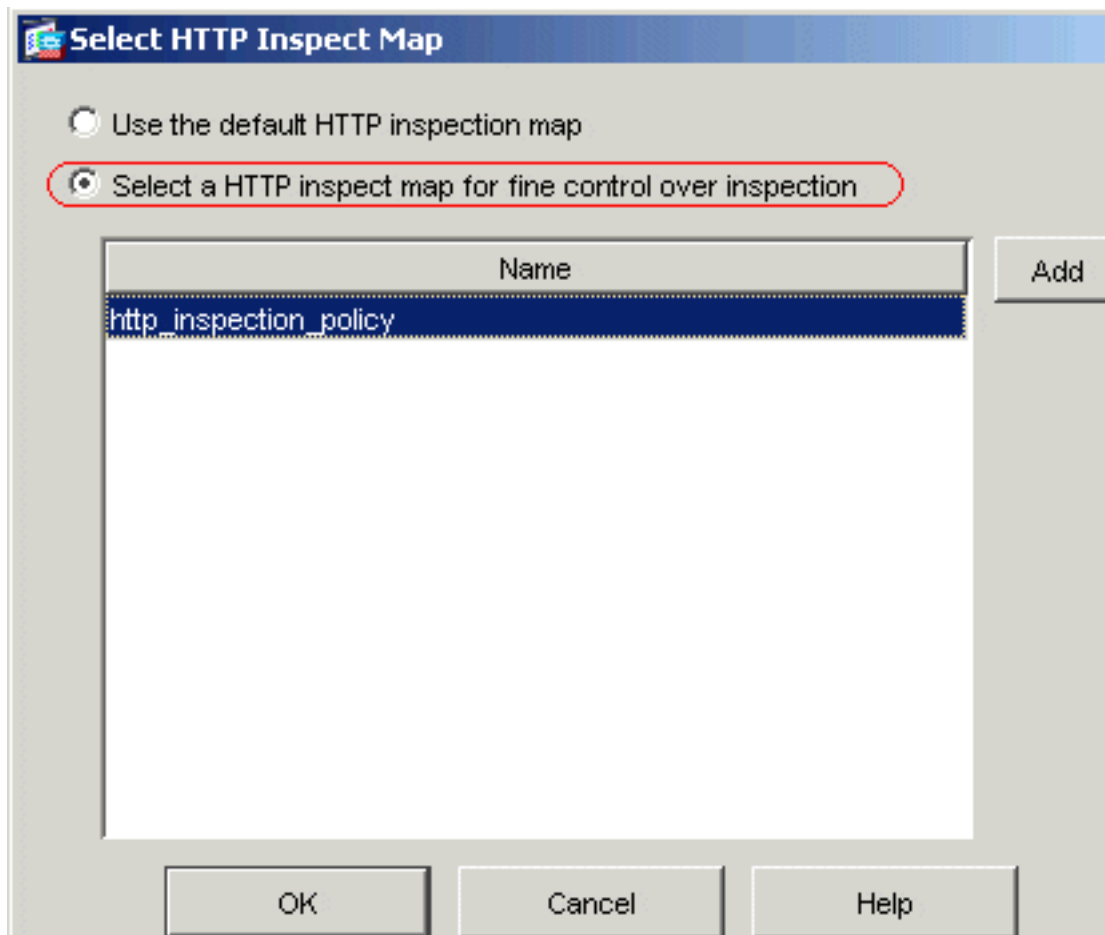 Select HTTP Inspect Map
Use the default HTTP inspection map
Select a HTTP inspect map for fine control over inspection
Name
Add
http_inspection_policy
OK
Cancel
Help